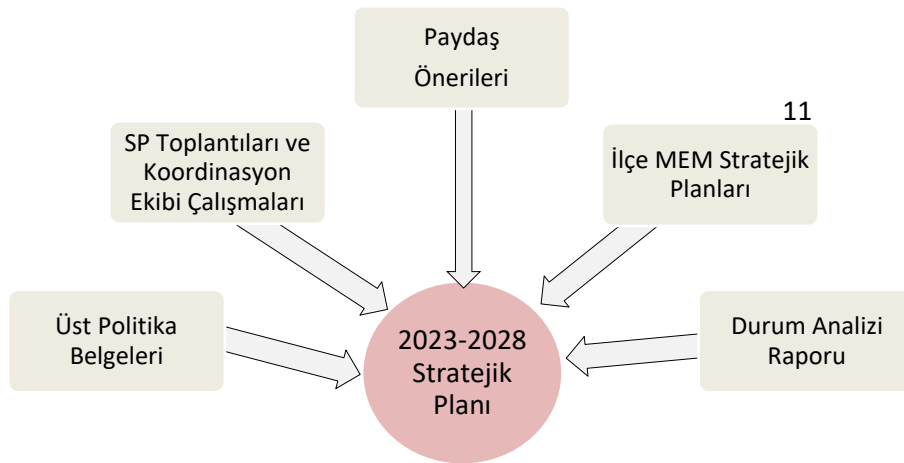 Paydaş
Önerileri
11
SP Toplantıları ve
Koordinasyon
Ekibi Çalışmaları
İlçe MEM Stratejik
Planları
Üst Politika
Belgeleri
2023-2028
Stratejik
Planı
Durum Analizi
Raporu